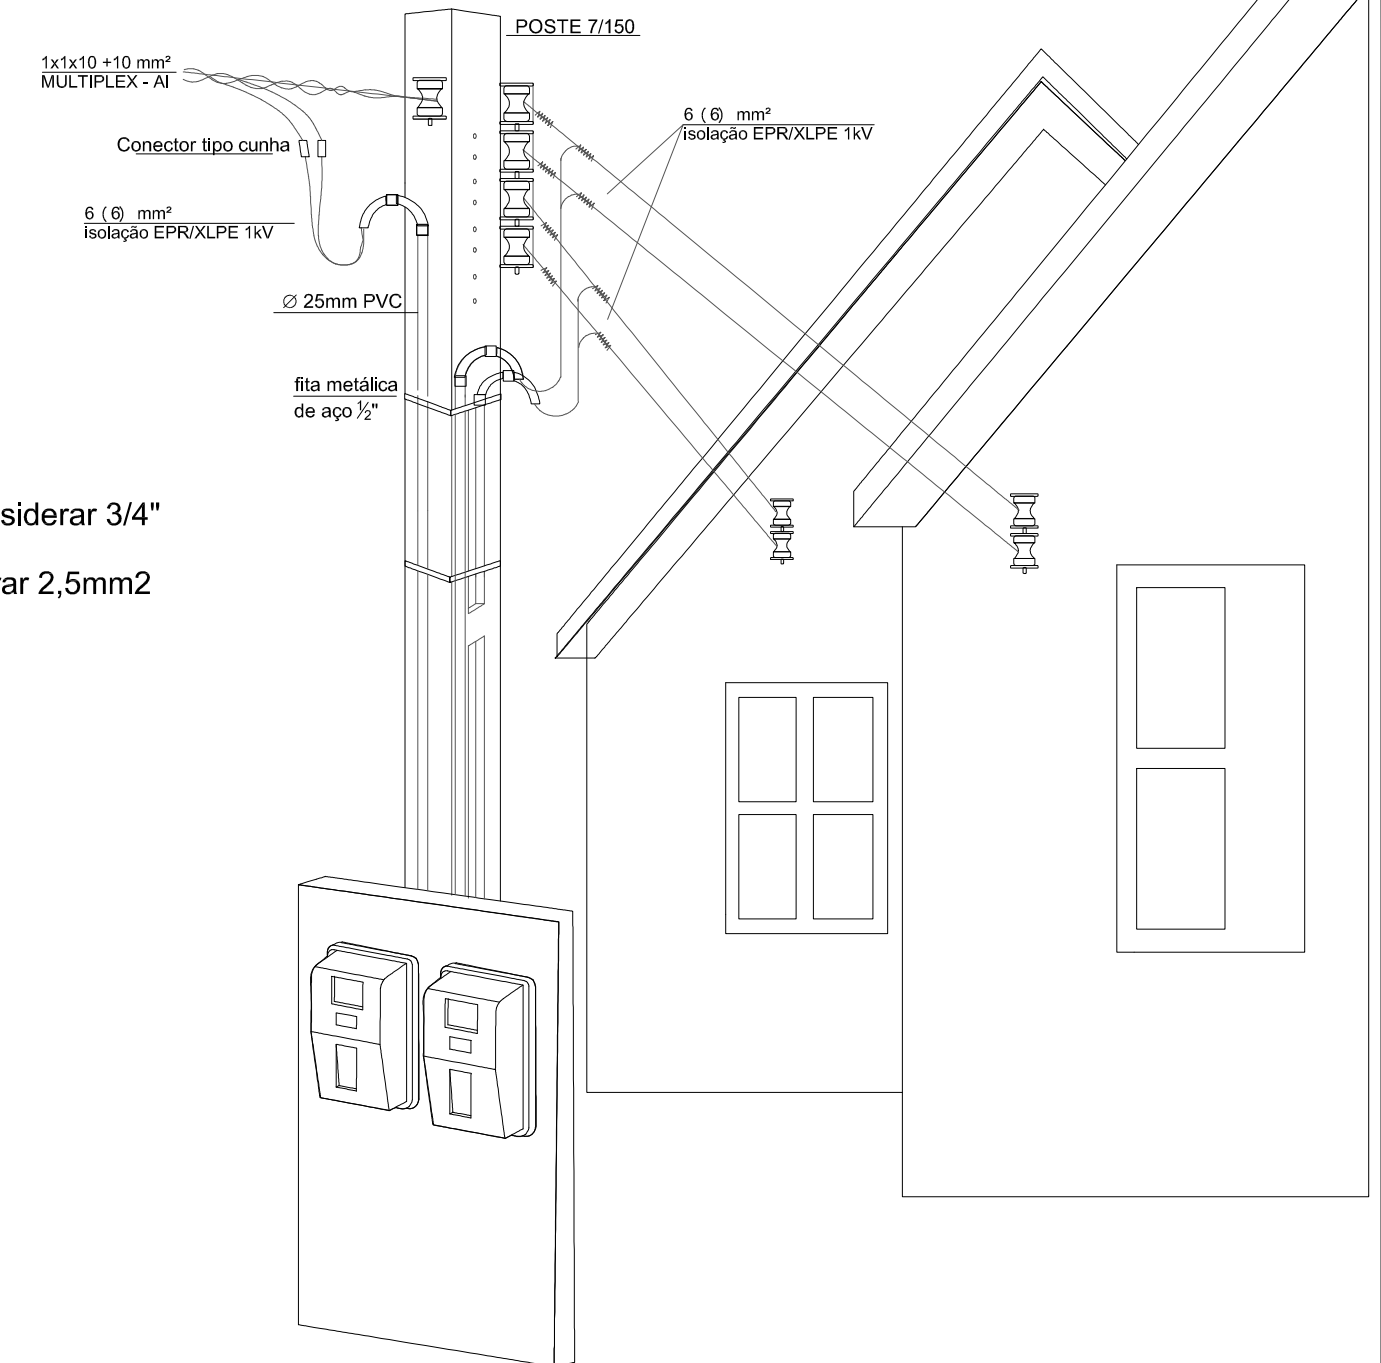 POSTE 7/150
1x1x10 +10 mm²
MULTIPLEX - Al
6 (6) mm²
isolação EPR/XLPE 1kV
Conector tipo cunha
6 (6) mm²
isolação EPR/XLPE 1kV
∅ 25mm PVC
fita metálica
de aço ½"
siderar 3/4"
ar 2,5mm2